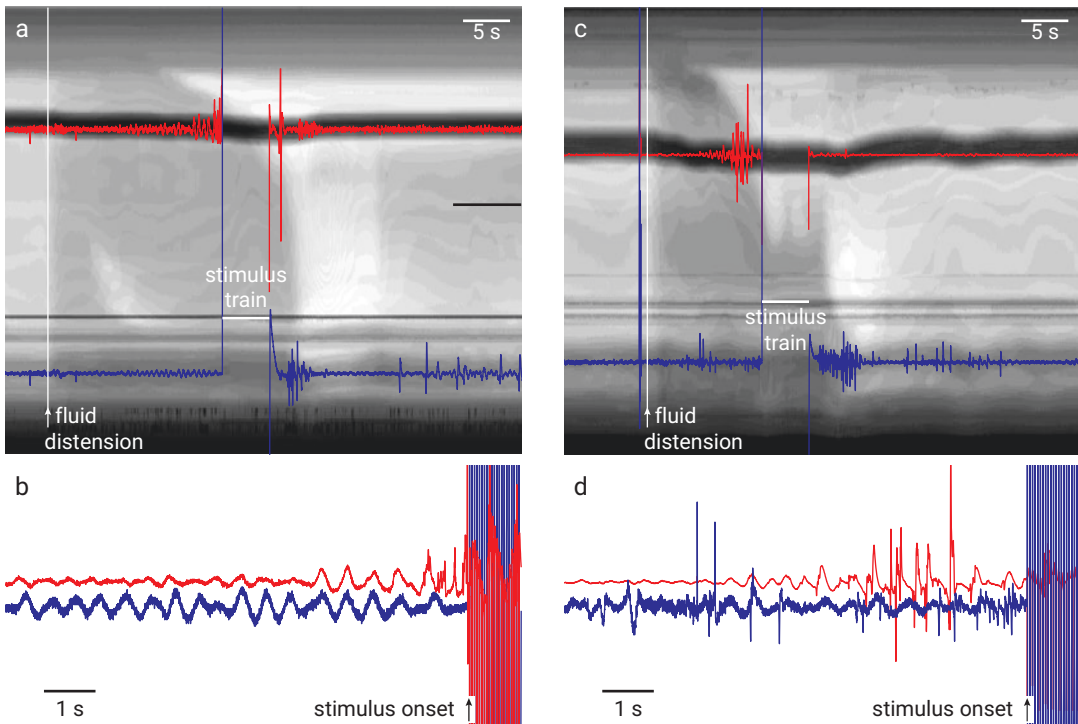 a
5 s
stimulus
train
fluid
distension
c
5 s
stimulus
train
fluid
distension
b
1 s
stimulus onset
d
1 s
stimulus onset